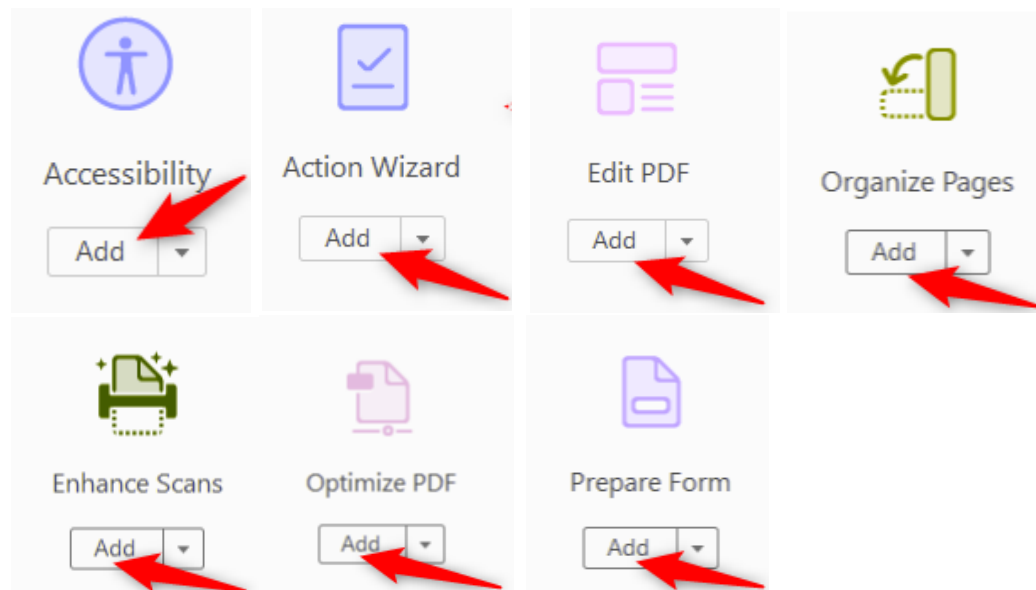 Accessibility
Add
Action Wizard
Add
Edit PDF
Add
Organize Pages
Add
Enhance Scans
Add
Optimize PDF
Add
Prepare Form
Add